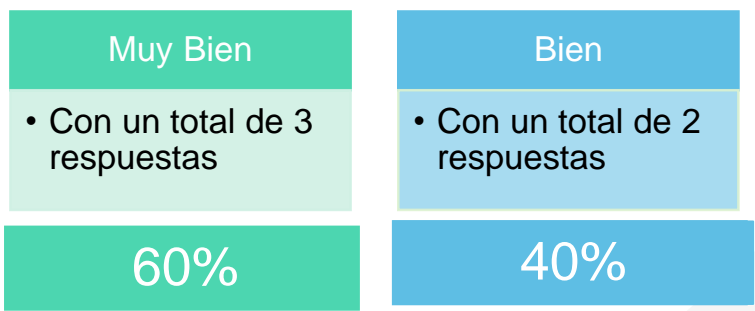 Muy Bien
• Con un total de 3
respuestas
60%
Bien
• Con un total de 2
respuestas
40%